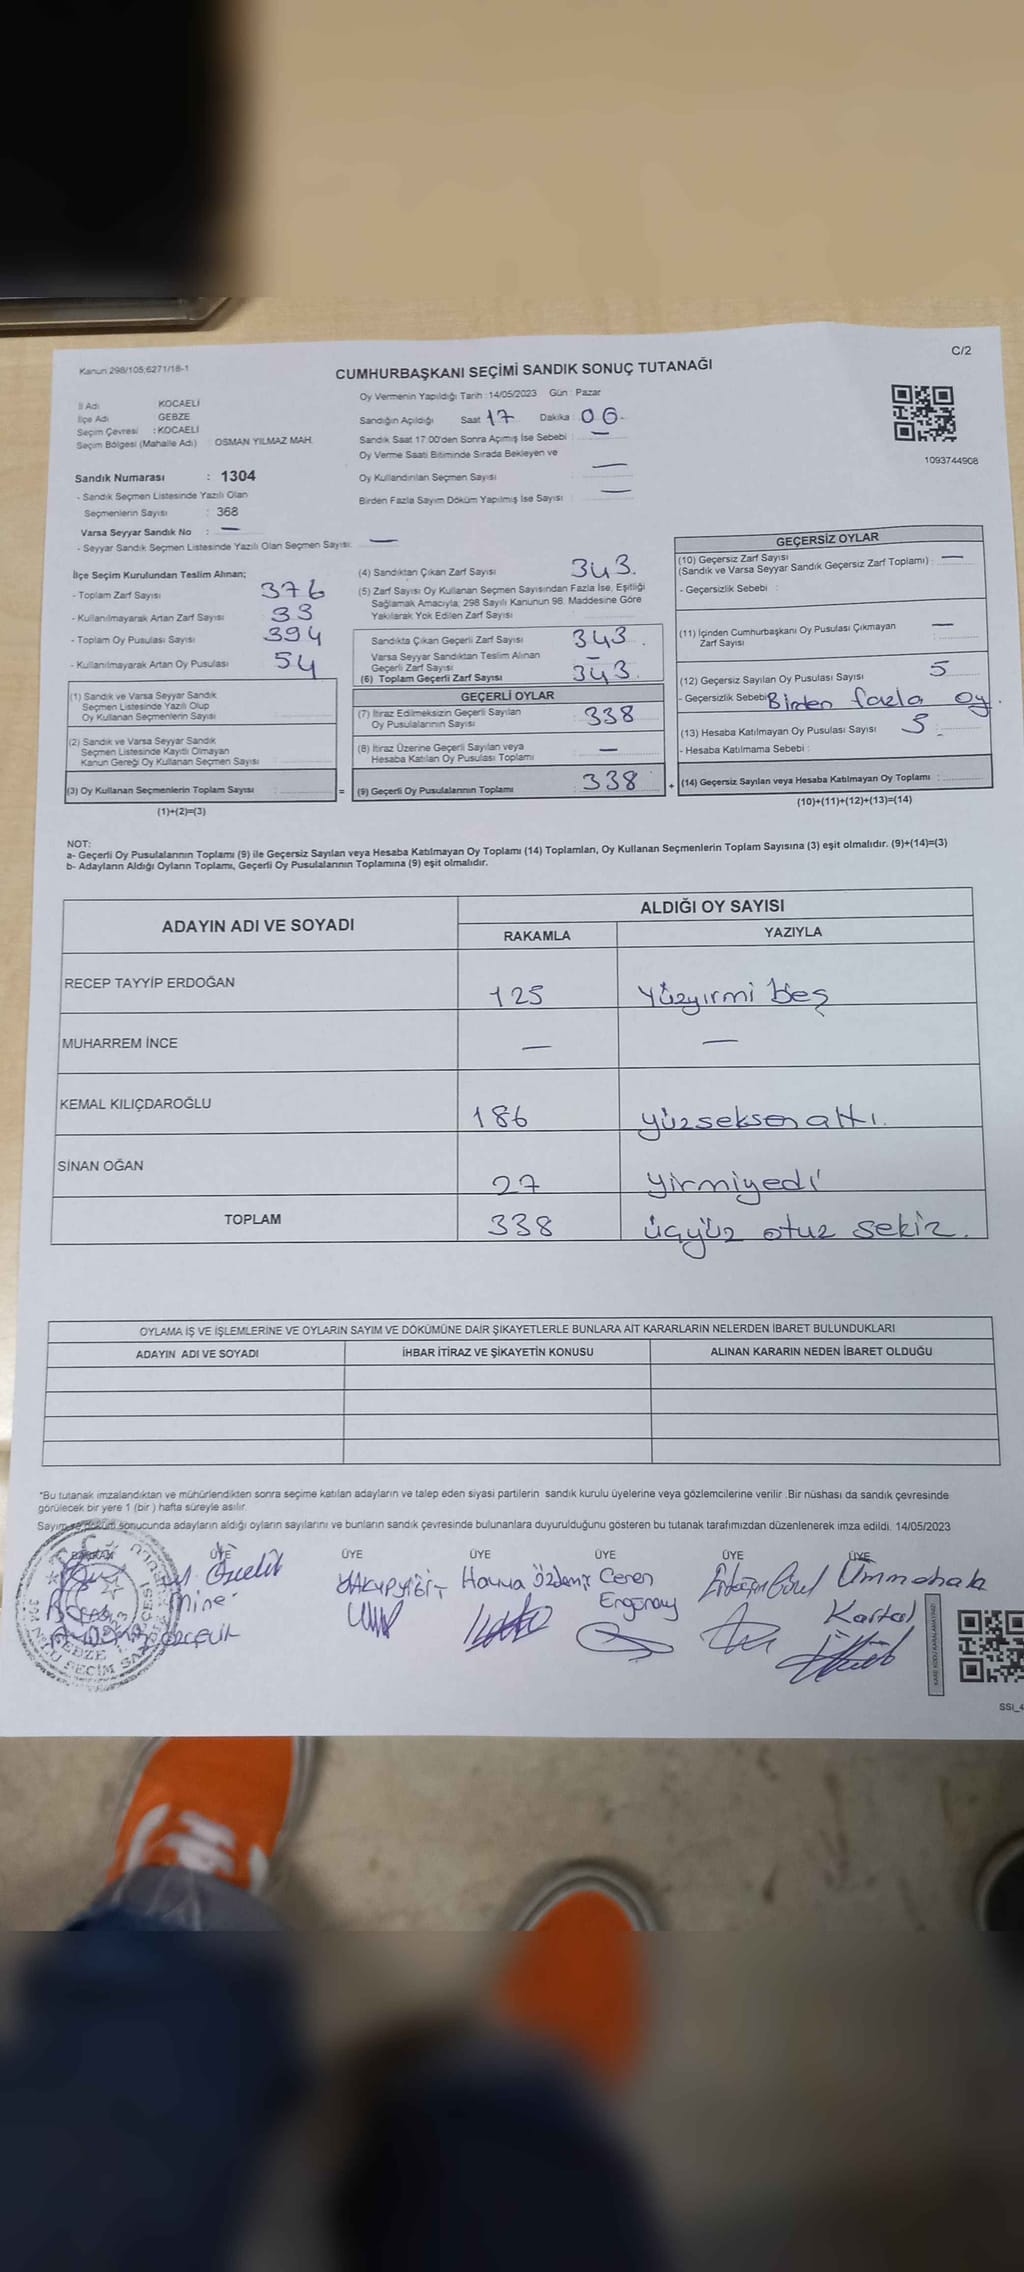 Kanun 298/105,6271/18-1
C/2
CUMHURBAŞKANI SEÇİMİ SANDIK SONUÇ TUTANAĞI
İl Adı KOCAELİ
İlçe Adı GEBZE
Seçim Çevresi : KOCAELİ
Seçim Bölgesi (Mahalle Adı) OSMAN YILMAZ MAH.
Sandık Numarası : 1304
- Sandık Seçmen Listesinde Yazılı Olan
Seçmenlerin Sayısı : 368
Varsa Seyyar Sandık No : —
- Seyyar Sandık Seçmen Listesinde Yazılı Olan Seçmen Sayısı: —
Oy Vermenin Yapıldığı Tarih : 14/05/2023 Gün : Pazar
Sandığın Açıldığı Saat 17 Dakika : 06.
Sandık Saat 17:00'den Sonra Açımış İse Sebebi : —
Oy Verme Saati Bitiminde Sırada Bekleyen ve
Oy Kullandırılan Seçmen Sayısı : —
Birden Fazla Sayım Döküm Yapılmış İse Sayısı : —
1093744908
İlçe Seçim Kurulundan Teslim Alınan;
- Toplam Zarf Sayısı 376
- Kullanılmayarak Artan Zarf Sayısı 33
- Toplam Oy Pusulası Sayısı 394
- Kullanılmayarak Artan Oy Pusulası 54
(1) Sandık ve Varsa Seyyar Sandık
Seçmen Listesinde Yazılı Olup
Oy Kullanan Seçmenlerin Sayısı
(2) Sandık ve Varsa Seyyar Sandık
Seçmen Listesinde Kayıtlı Olmayan
Kanun Gereği Oy Kullanan Seçmen Sayısı
(3) Oy Kullanan Seçmenlerin Toplam Sayısı :
(1)+(2)=(3)
(4) Sandıktan Çıkan Zarf Sayısı 343.
(5) Zarf Sayısı Oy Kullanan Seçmen Sayısından Fazla İse, Eşitliği
Sağlamak Amacıyla; 298 Sayılı Kanunun 98. Maddesine Göre
Yakılarak Yok Edilen Zarf Sayısı
Sandıkta Çıkan Geçerli Zarf Sayısı 343.
Varsa Seyyar Sandıktan Teslim Alınan
Geçerli Zarf Sayısı —
(6) Toplam Geçerli Zarf Sayısı 343.
GEÇERLİ OYLAR
(7) İtiraz Edilmeksizin Geçerli Sayılan
Oy Pusulalarının Sayısı 338
(8) İtiraz Üzerine Geçerli Sayılan veya
Hesaba Katılan Oy Pusulası Toplamı —
= (9) Geçerli Oy Pusulalarının Toplamı : 338
GEÇERSİZ OYLAR
(10) Geçersiz Zarf Sayısı
(Sandık ve Varsa Seyyar Sandık Geçersiz Zarf Toplamı) : —
- Geçersizlik Sebebi :
(11) İçinden Cumhurbaşkanı Oy Pusulası Çıkmayan
Zarf Sayısı : —
(12) Geçersiz Sayılan Oy Pusulası Sayısı 5
- Geçersizlik Sebebi Birden fazla oy.
(13) Hesaba Katılmayan Oy Pusulası Sayısı 5
- Hesaba Katılmama Sebebi :
+ (14) Geçersiz Sayılan veya Hesaba Katılmayan Oy Toplamı :
(10)+(11)+(12)+(13)=(14)
NOT:
a- Geçerli Oy Pusulalarının Toplamı (9) ile Geçersiz Sayılan veya Hesaba Katılmayan Oy Toplamı (14) Toplamları, Oy Kullanan Seçmenlerin Toplam Sayısına (3) eşit olmalıdır. (9)+(14)=(3)
b- Adayların Aldığı Oyların Toplamı, Geçerli Oy Pusulalarının Toplamına (9) eşit olmalıdır.
ADAYIN ADI VE SOYADI
ALDIĞI OY SAYISI
RAKAMLA YAZIYLA
RECEP TAYYİP ERDOĞAN 125 Yüzyırmi beş
MUHARREM İNCE — —
KEMAL KILIÇDAROĞLU 186 yüzseksen altı.
SİNAN OĞAN 27 yirmiyedi
TOPLAM 338 üçyüz otuz sekiz.
OYLAMA İŞ VE İŞLEMLERİNE VE OYLARIN SAYIM VE DÖKÜMÜNE DAİR ŞİKAYETLERLE BUNLARA AİT KARARLARIN NELERDEN İBARET BULUNDUKLARI
ADAYIN ADI VE SOYADI İHBAR İTİRAZ VE ŞİKAYETİN KONUSU ALINAN KARARIN NEDEN İBARET OLDUĞU
*Bu tutanak imzalandıktan ve mühürlendikten sonra seçime katılan adayların ve talep eden siyasi partilerin sandık kurulu üyelerine veya gözlemcilerine verilir. Bir nüshası da sandık çevresinde
görülecek bir yere 1 (bir) hafta süreyle asılır.
Sayım ve döküm sonucunda adayların aldığı oyların sayılarını ve bunların sandık çevresinde bulunanlara duyurulduğunu gösteren bu tutanak tarafımızdan düzenlenerek imza edildi. 14/05/2023
BAŞKAN ÜYE ÜYE ÜYE ÜYE ÜYE ÜYE
Özçelik YAKUP YİĞİT Havva Özdemir Ceren Ümmehan
Mine Kartal
GEBZE
SSI_4